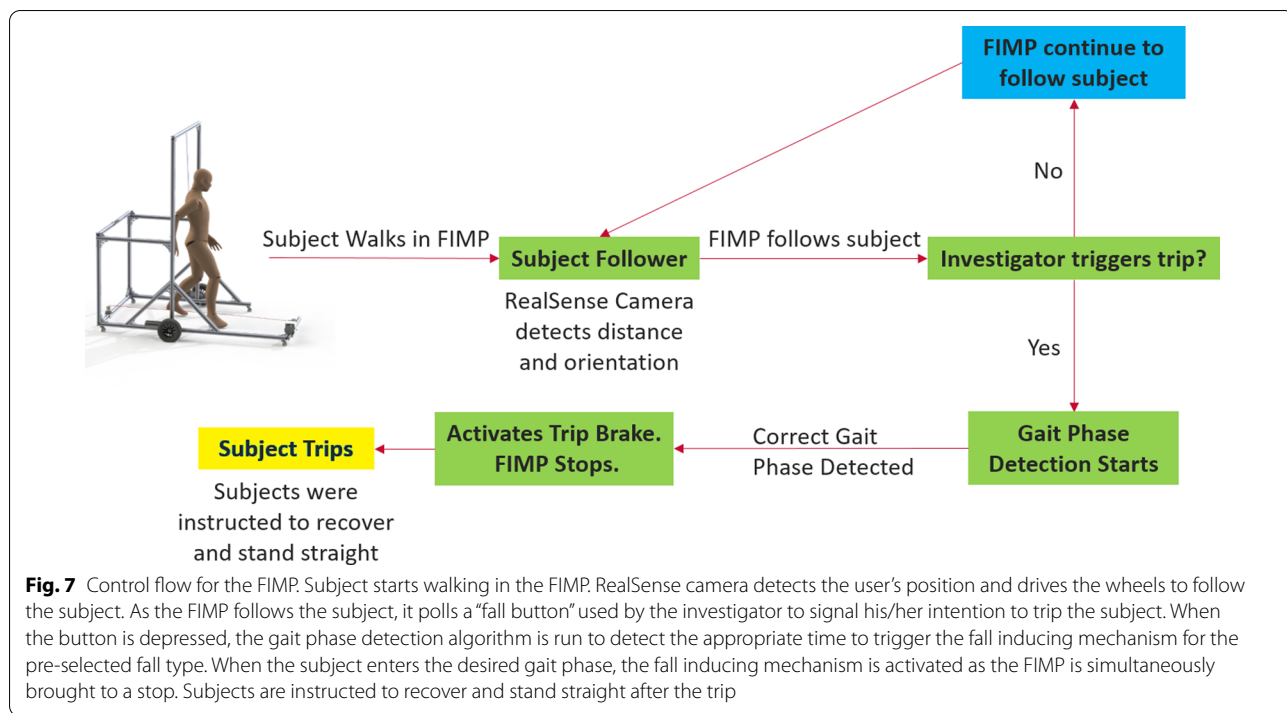 FIMP continue to
follow subject
No
Subject Walks in FIMP
Subject Follower
FIMP follows subject
Investigator triggers trip?
RealSense Camera
detects distance
and orientation
Yes
Subject Trips
Activates Trip Brake.
FIMP Stops.
Correct Gait
Phase Detected
Gait Phase
Detection Starts
Subjects were
instructed to recover
and stand straight
Fig. 7 Control flow for the FIMP. Subject starts walking in the FIMP. RealSense camera detects the user's position and drives the wheels to follow
the subject. As the FIMP follows the subject, it polls a “fall button” used by the investigator to signal his/her intention to trip the subject. When
the button is depressed, the gait phase detection algorithm is run to detect the appropriate time to trigger the fall inducing mechanism for the
pre-selected fall type. When the subject enters the desired gait phase, the fall inducing mechanism is activated as the FIMP is simultaneously
brought to a stop. Subjects are instructed to recover and stand straight after the trip